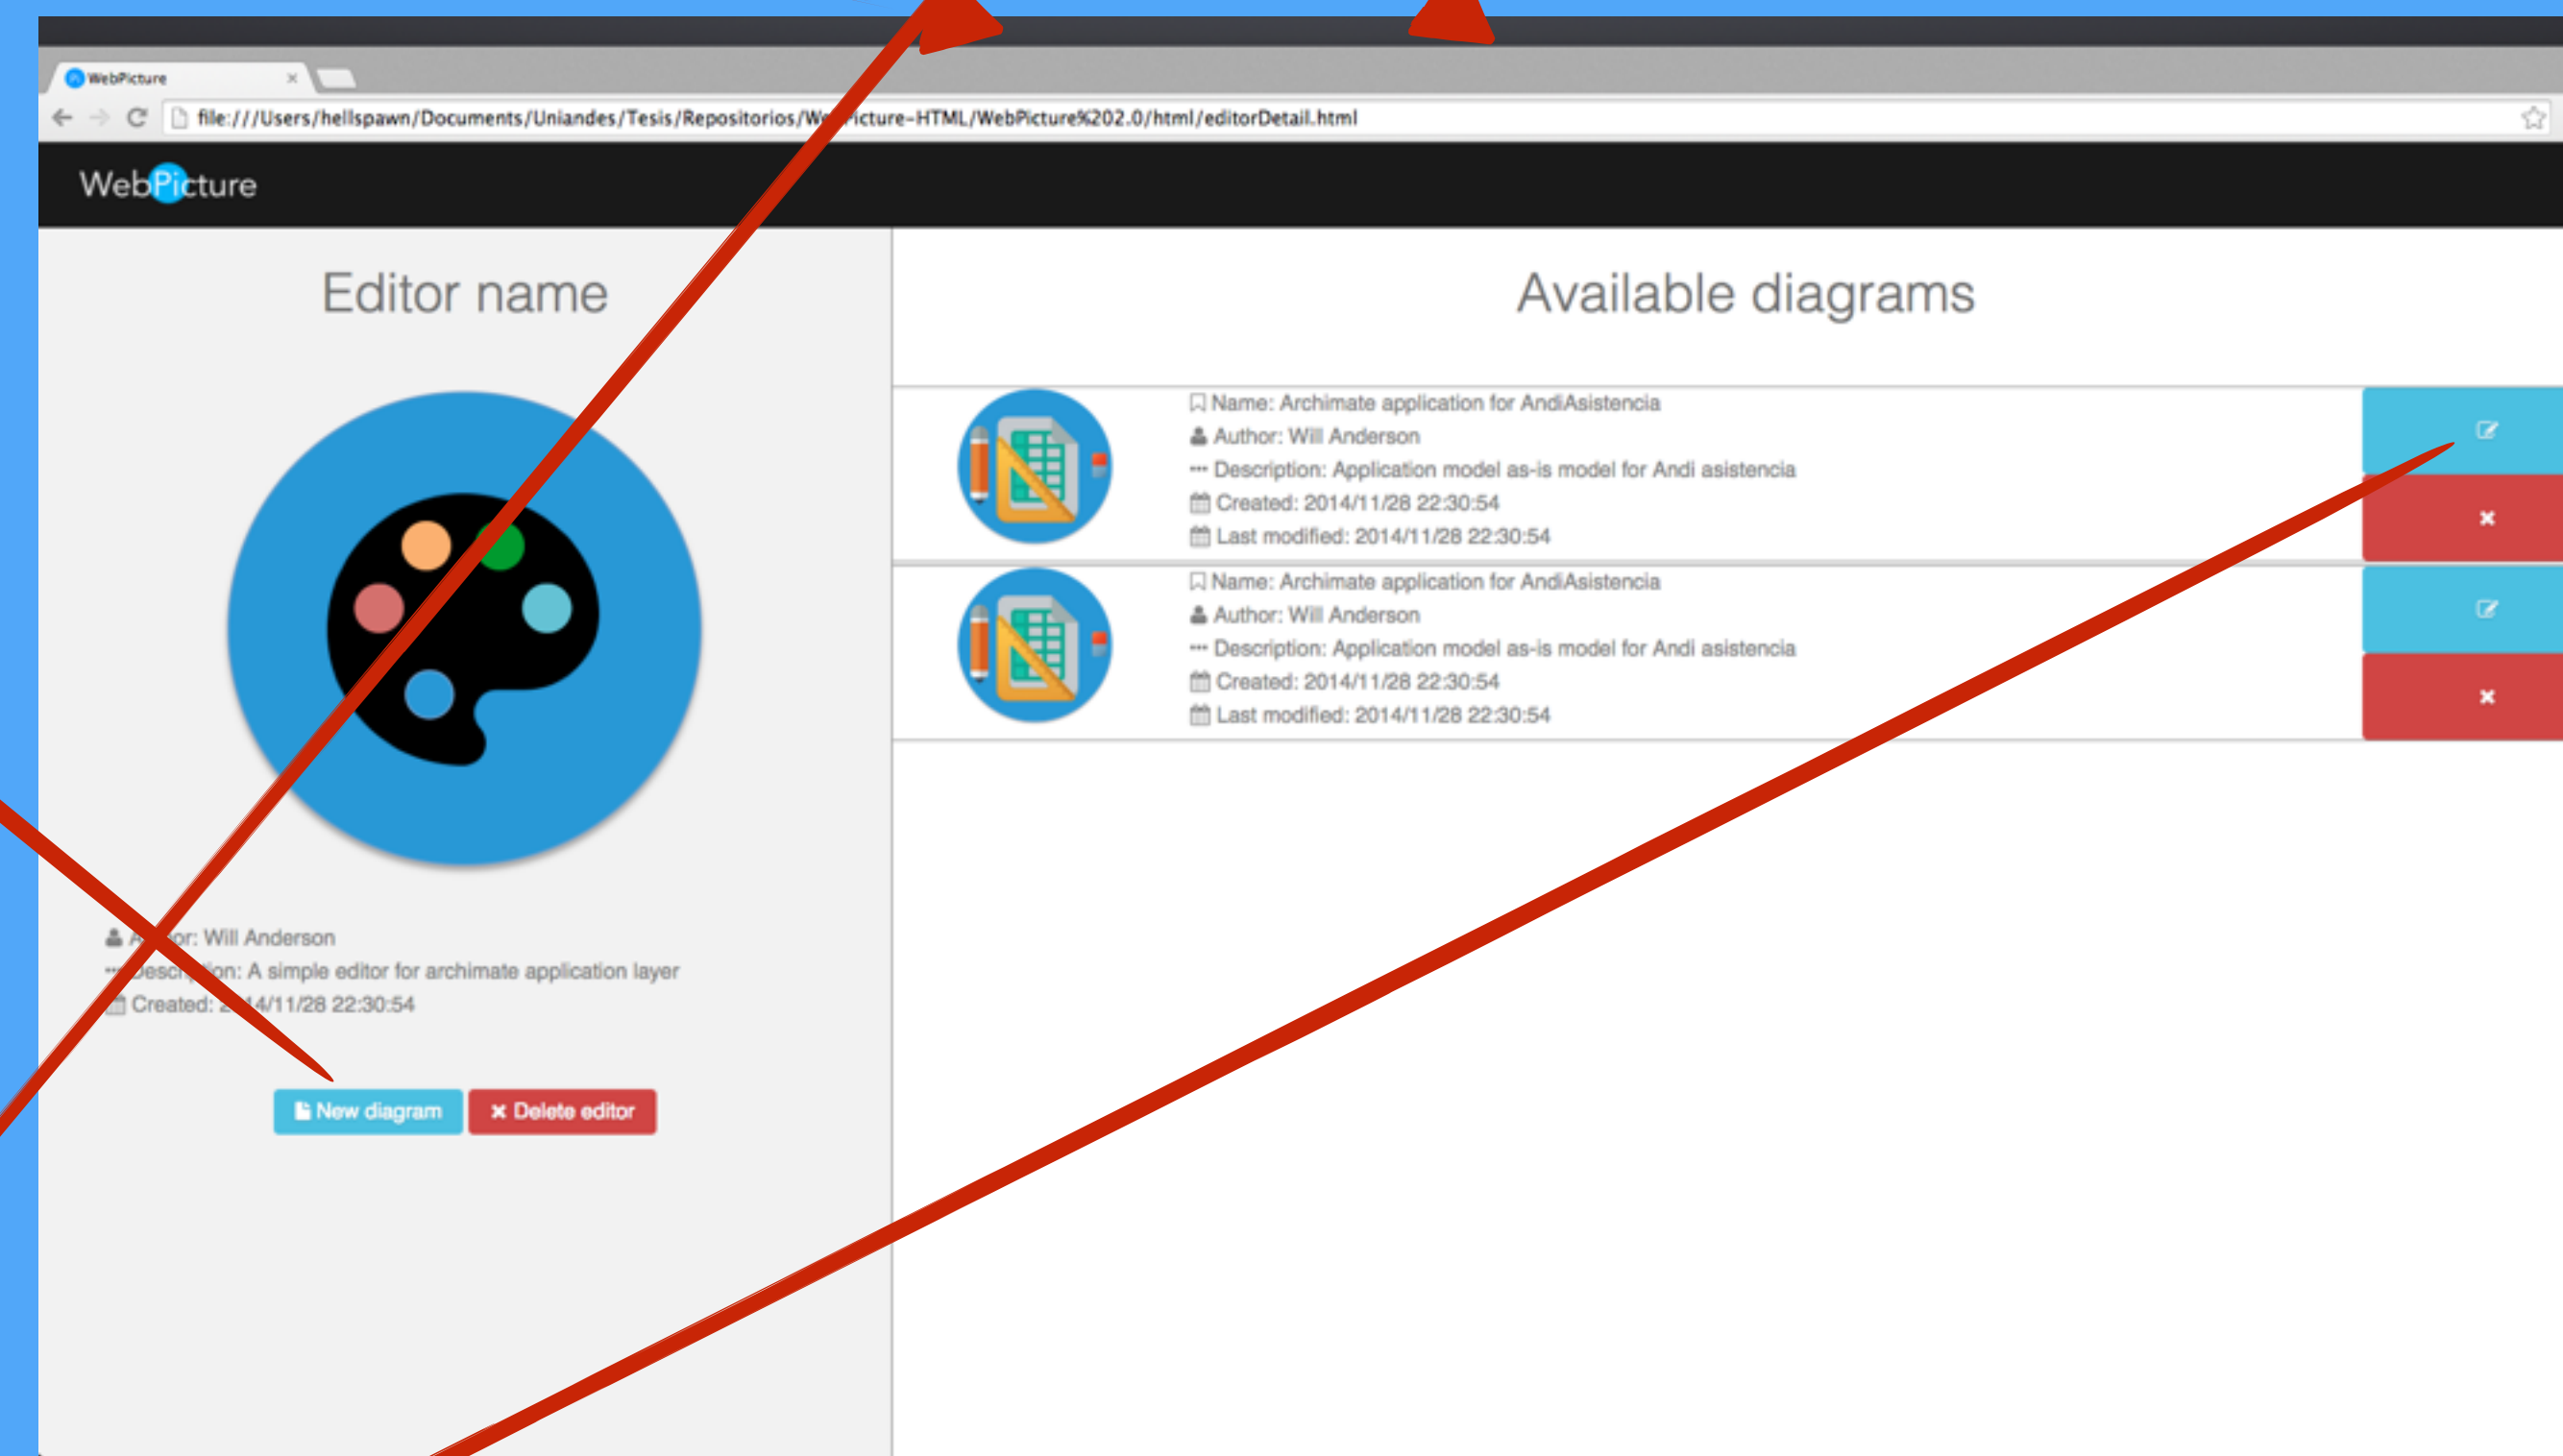 WebPicture
file:///Users/hellspawn/Documents/Uniandes/Tesis/Repositorios/WebPicture-HTML/WebPicture%202.0/html/editorDetail.html
WebPicture
Editor name
Author: Will Anderson
Description: A simple editor for archimate application layer
Created: 2014/11/28 22:30:54
New diagram
Delete editor
Available diagrams
Name: Archimate application for AndiAsistencia
Author: Will Anderson
Description: Application model as-is model for Andi asistencia
Created: 2014/11/28 22:30:54
Last modified: 2014/11/28 22:30:54
Name: Archimate application for AndiAsistencia
Author: Will Anderson
Description: Application model as-is model for Andi asistencia
Created: 2014/11/28 22:30:54
Last modified: 2014/11/28 22:30:54